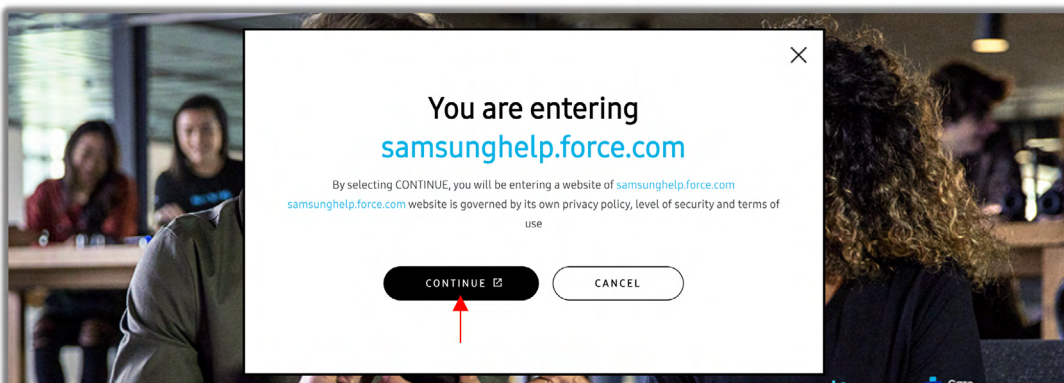 You are entering
samsunghelp.force.com
By selecting CONTINUE, you will be entering a website of samsunghelp.force.com
samsunghelp.force.com website is governed by its own privacy policy, level of security and terms of
use
CONTINUE
CANCEL